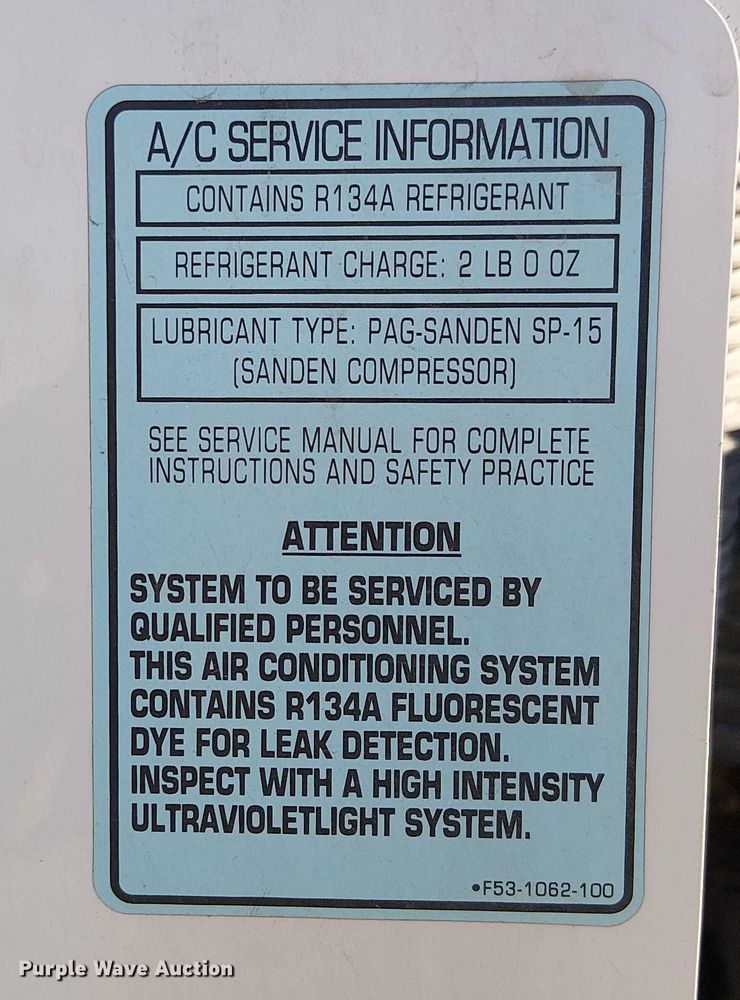 A/C SERVICE INFORMATION
CONTAINS R134A REFRIGERANT
REFRIGERANT CHARGE: 2 LB 0 OZ
LUBRICANT TYPE: PAG-SANDEN SP-15
(SANDEN COMPRESSOR)
SEE SERVICE MANUAL FOR COMPLETE
INSTRUCTIONS AND SAFETY PRACTICE
ATTENTION
SYSTEM TO BE SERVICED BY
QUALIFIED PERSONNEL.
THIS AIR CONDITIONING SYSTEM
CONTAINS R134A FLUORESCENT
DYE FOR LEAK DETECTION.
INSPECT WITH A HIGH INTENSITY
ULTRAVIOLETLIGHT SYSTEM.
•F53-1062-100
Purple Wave Auction